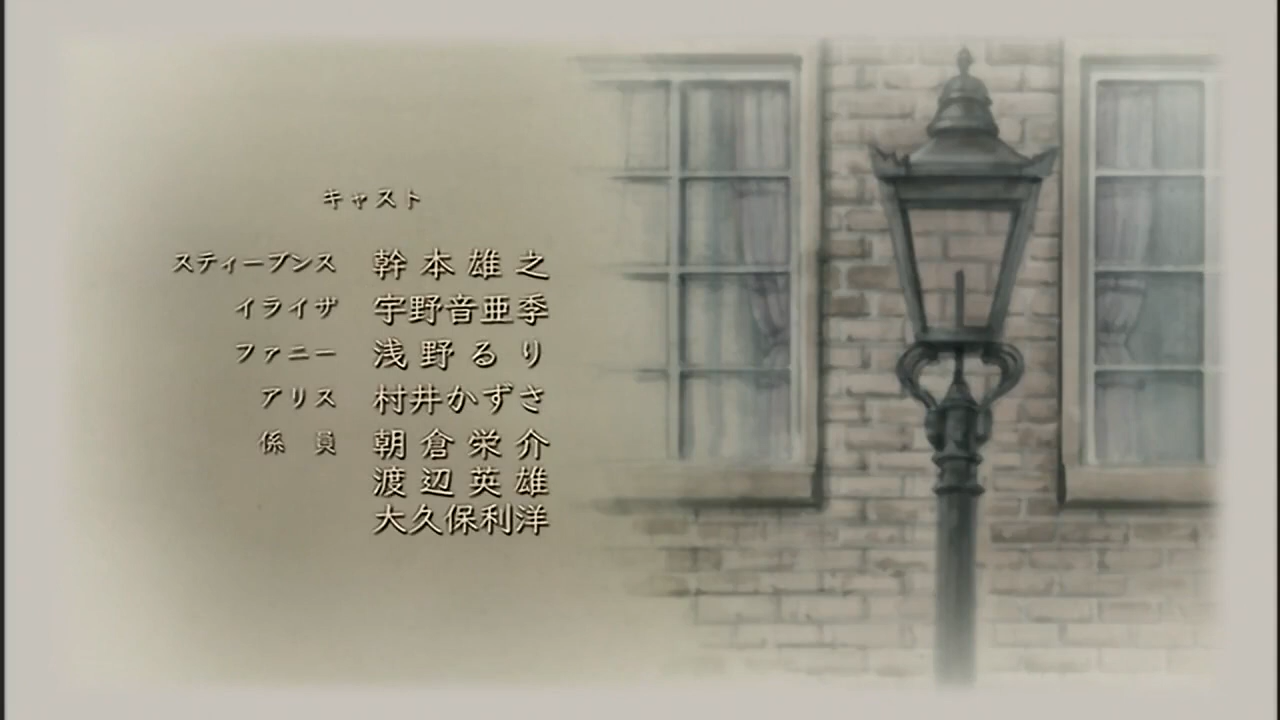 キャスト
スティーブンス 幹本雄之
イライザ 宇野音亜季
ファニー 浅野るり
アリス 村井かずさ
係員 朝倉栄介
渡辺英雄
大久保利洋